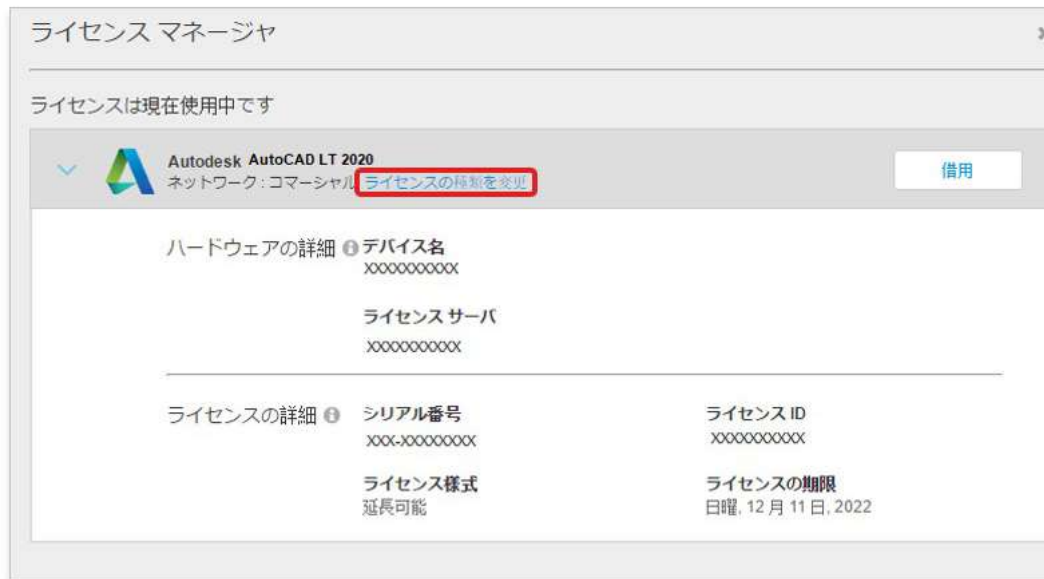 ライセンス マネージャ
ライセンスは現在使用中です
Autodesk AutoCAD LT 2020
ネットワーク : コマーシャル ライセンスの種類を変更
借用
ハードウェアの詳細 デバイス名
XXXXXXXXXX
ライセンス サーバ
XXXXXXXXXX
ライセンスの詳細 シリアル番号 ライセンス ID
XXX-XXXXXXXX XXXXXXXXXX
ライセンス様式 ライセンスの期限
延長可能 日曜, 12 月 11 日, 2022